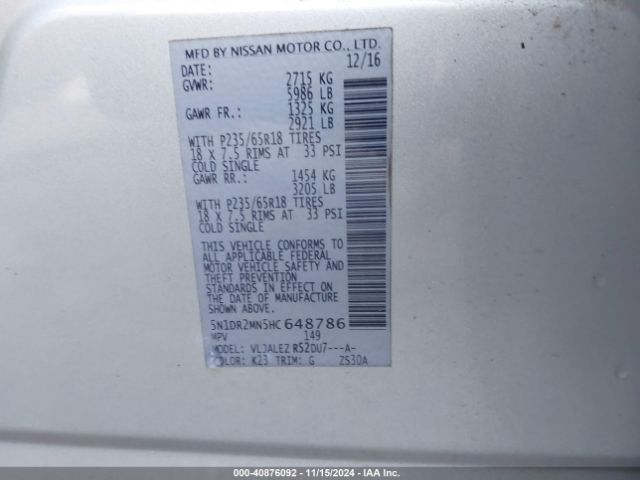 MFD BY NISSAN MOTOR CO., LTD.
DATE: 12/16
GVWR: 2715 KG
5986 LB
GAWR FR.: 1325 KG
2921 LB
WITH P235/65R18 TIRES
18 X 7.5 RIMS AT 33 PSI
COLD SINGLE
GAWR RR.: 1454 KG
3205 LB
WITH P235/65R18 TIRES
18 X 7.5 RIMS AT 33 PSI
COLD SINGLE
THIS VEHICLE CONFORMS TO
ALL APPLICABLE FEDERAL
MOTOR VEHICLE SAFETY AND
THEFT PREVENTION
STANDARDS IN EFFECT ON
THE DATE OF MANUFACTURE
SHOWN ABOVE.
5N1DR2MN5HC648786
MPV 149
MODEL: VLJALEZ R52DU7---A-
COLOR: K23 TRIM: G ZS30A
000-40876092 - 11/15/2024 - IAA Inc.